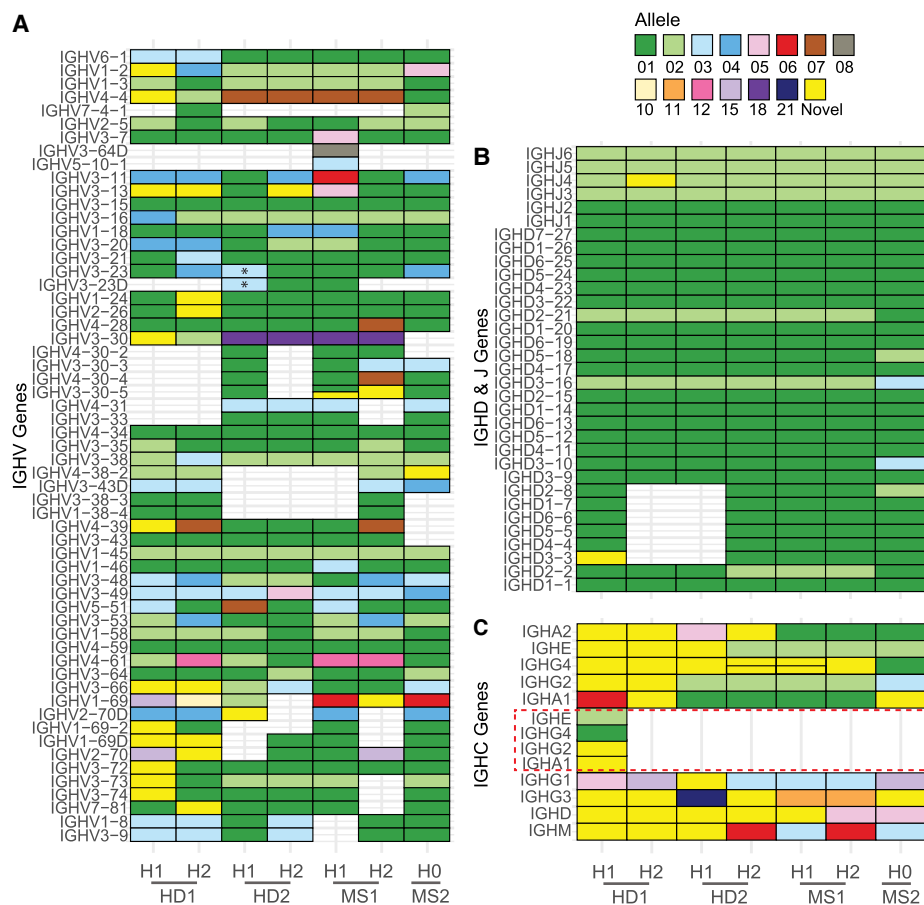 A
Allele
01 02 03 04 05 06 07 08
10 11 12 15 18 21 Novel
IGHV Genes
IGHV6-1
IGHV1-2
IGHV1-3
IGHV4-4
IGHV7-4-1
IGHV2-5
IGHV3-7
IGHV3-64D
IGHV5-10-1
IGHV3-11
IGHV3-13
IGHV3-15
IGHV3-16
IGHV1-18
IGHV3-20
IGHV3-21
IGHV3-23 *
IGHV3-23D *
IGHV1-24
IGHV2-26
IGHV4-28
IGHV3-30
IGHV4-30-2
IGHV3-30-3
IGHV4-30-4
IGHV3-30-5
IGHV4-31
IGHV3-33
IGHV4-34
IGHV3-35
IGHV3-38
IGHV4-38-2
IGHV3-43D
IGHV3-38-3
IGHV1-38-4
IGHV4-39
IGHV3-43
IGHV1-45
IGHV1-46
IGHV3-48
IGHV3-49
IGHV5-51
IGHV3-53
IGHV1-58
IGHV4-59
IGHV4-61
IGHV3-64
IGHV3-66
IGHV1-69
IGHV2-70D
IGHV1-69-2
IGHV1-69D
IGHV2-70
IGHV3-72
IGHV3-73
IGHV3-74
IGHV7-81
IGHV1-8
IGHV3-9
H1 H2 H1 H2 H1 H2 H0
HD1 HD2 MS1 MS2
B
IGHD & J Genes
IGHJ6
IGHJ5
IGHJ4
IGHJ3
IGHJ2
IGHJ1
IGHD7-27
IGHD1-26
IGHD6-25
IGHD5-24
IGHD4-23
IGHD3-22
IGHD2-21
IGHD1-20
IGHD6-19
IGHD5-18
IGHD4-17
IGHD3-16
IGHD2-15
IGHD1-14
IGHD6-13
IGHD5-12
IGHD4-11
IGHD3-10
IGHD3-9
IGHD2-8
IGHD1-7
IGHD6-6
IGHD5-5
IGHD4-4
IGHD3-3
IGHD2-2
IGHD1-1
C
IGHC Genes
IGHA2
IGHE
IGHG4
IGHG2
IGHA1
IGHE
IGHG4
IGHG2
IGHA1
IGHG1
IGHG3
IGHD
IGHM
H1 H2 H1 H2 H1 H2 H0
HD1 HD2 MS1 MS2